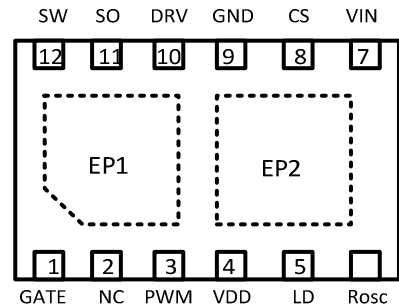 SW SO DRV GND CS VIN
12 11 10 9 8 7
EP1 EP2
1 2 3 4 5
GATE NC PWM VDD LD Rosc